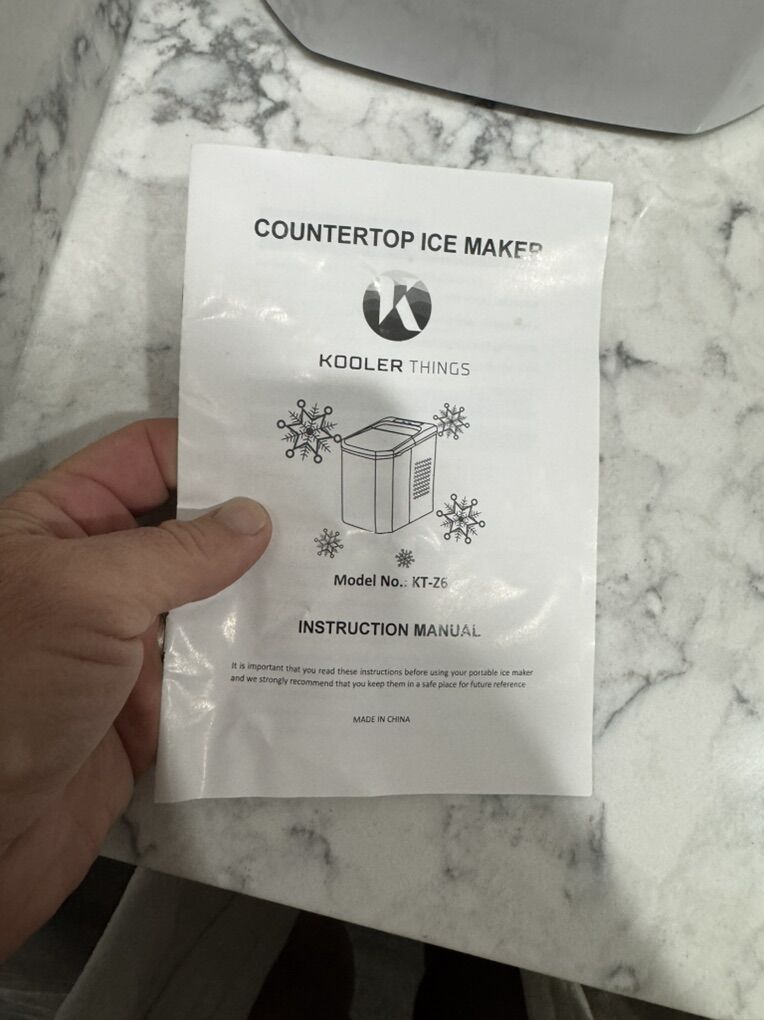 COUNTERTOP ICE MAKER
K
KOOLER THINGS
Model No.: KT-Z6
INSTRUCTION MANUAL
It is important that you read these instructions before using your portable ice maker
and we strongly recommend that you keep them in a safe place for future reference
MADE IN CHINA